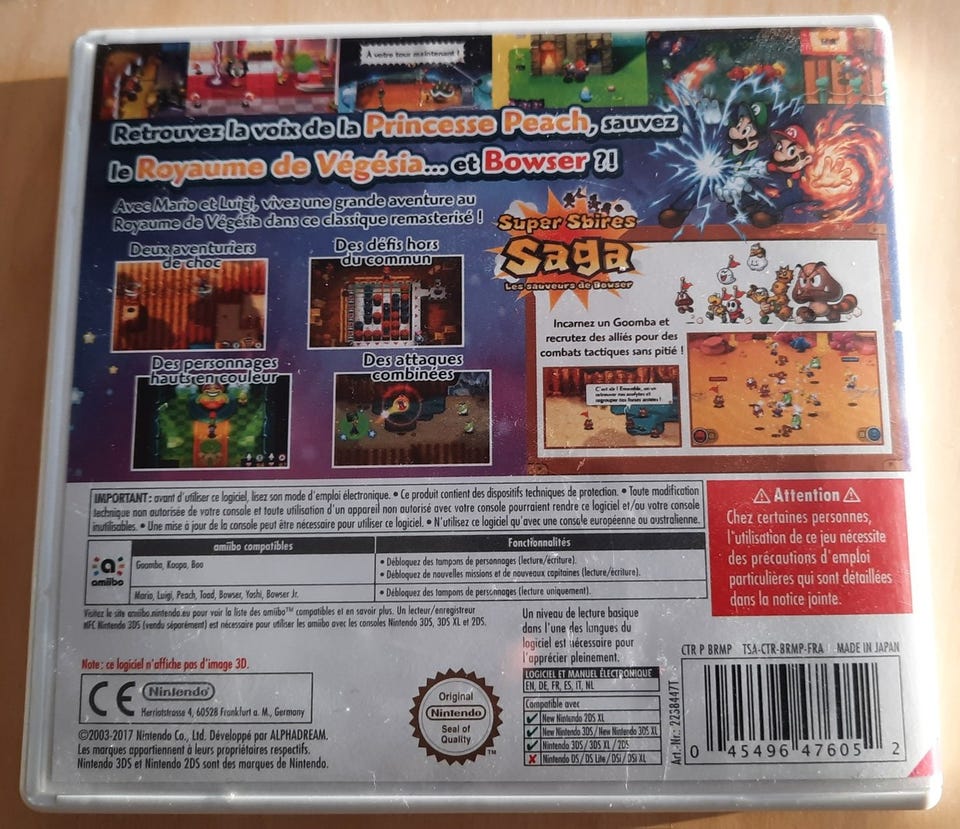 À votre tour maintenant !
Retrouvez la voix de la Princesse Peach, sauvez
le Royaume de Végésia... et Bowser ?!
Avec Mario et Luigi, vivez une grande aventure au
Royaume de Végésia dans ce classique remasterisé !
Deux aventuriers
de choc
Des défis hors
du commun
Des personnages
hauts en couleur
Des attaques
combinées
Super Sbires
Saga
Les sauveurs de Bowser
Incarnez un Goomba et
recrutez des alliés pour des
combats tactiques sans pitié !
IMPORTANT : avant d'utiliser ce logiciel, lisez son mode d'emploi électronique. • Ce produit contient des dispositifs techniques de protection. • Toute modification
technique non autorisée de votre console et toute utilisation d'un appareil non autorisé avec votre console pourraient rendre ce logiciel et/ou votre console
inutilisables. • Une mise à jour de la console peut être nécessaire pour utiliser ce logiciel. • N'utilisez ce logiciel qu'avec une console européenne ou australienne.
amiibo
amiibo compatibles
Fonctionnalités
Goomba, Koopa, Boo
• Débloquez des tampons de personnages (lecture/écriture).
• Débloquez de nouvelles missions et de nouveaux capitaines (lecture/écriture).
Mario, Luigi, Peach, Toad, Bowser, Yoshi, Bowser Jr.
• Débloquez des tampons de personnages (lecture uniquement).
Visitez le site amiibo.nintendo.eu pour voir la liste des amiibo™ compatibles et en savoir plus. Un lecteur/enregistreur
NFC Nintendo 3DS (vendu séparément) est nécessaire pour utiliser les amiibo avec les consoles Nintendo 3DS, 3DS XL et 2DS.
Attention
Chez certaines personnes,
l'utilisation de ce jeu nécessite
des précautions d'emploi
particulières qui sont détaillées
dans la notice jointe.
Note : ce logiciel n'affiche pas d'image 3D.
CE
Nintendo
Herriotstrasse 4, 60528 Frankfurt a. M., Germany
©2003-2017 Nintendo Co., Ltd. Développé par ALPHADREAM.
Les marques appartiennent à leurs propriétaires respectifs.
Nintendo 3DS et Nintendo 2DS sont des marques de Nintendo.
Original
Nintendo
Seal of
Quality
TM
Un niveau de lecture basique
dans l'une des langues du
logiciel est nécessaire pour
l'apprécier pleinement.
LOGICIEL ET MANUEL ÉLECTRONIQUE
EN, DE, FR, ES, IT, NL
Compatible avec
New Nintendo 2DS XL
New Nintendo 3DS / New Nintendo 3DS XL
Nintendo 3DS / 3DS XL / 2DS
Nintendo DS / DS Lite / DSi / DSi XL
CTR P BRMP TSA-CTR-BRMP-FRA MADE IN JAPAN
Art.-Nr.: 22384471
0 45496 47605 2